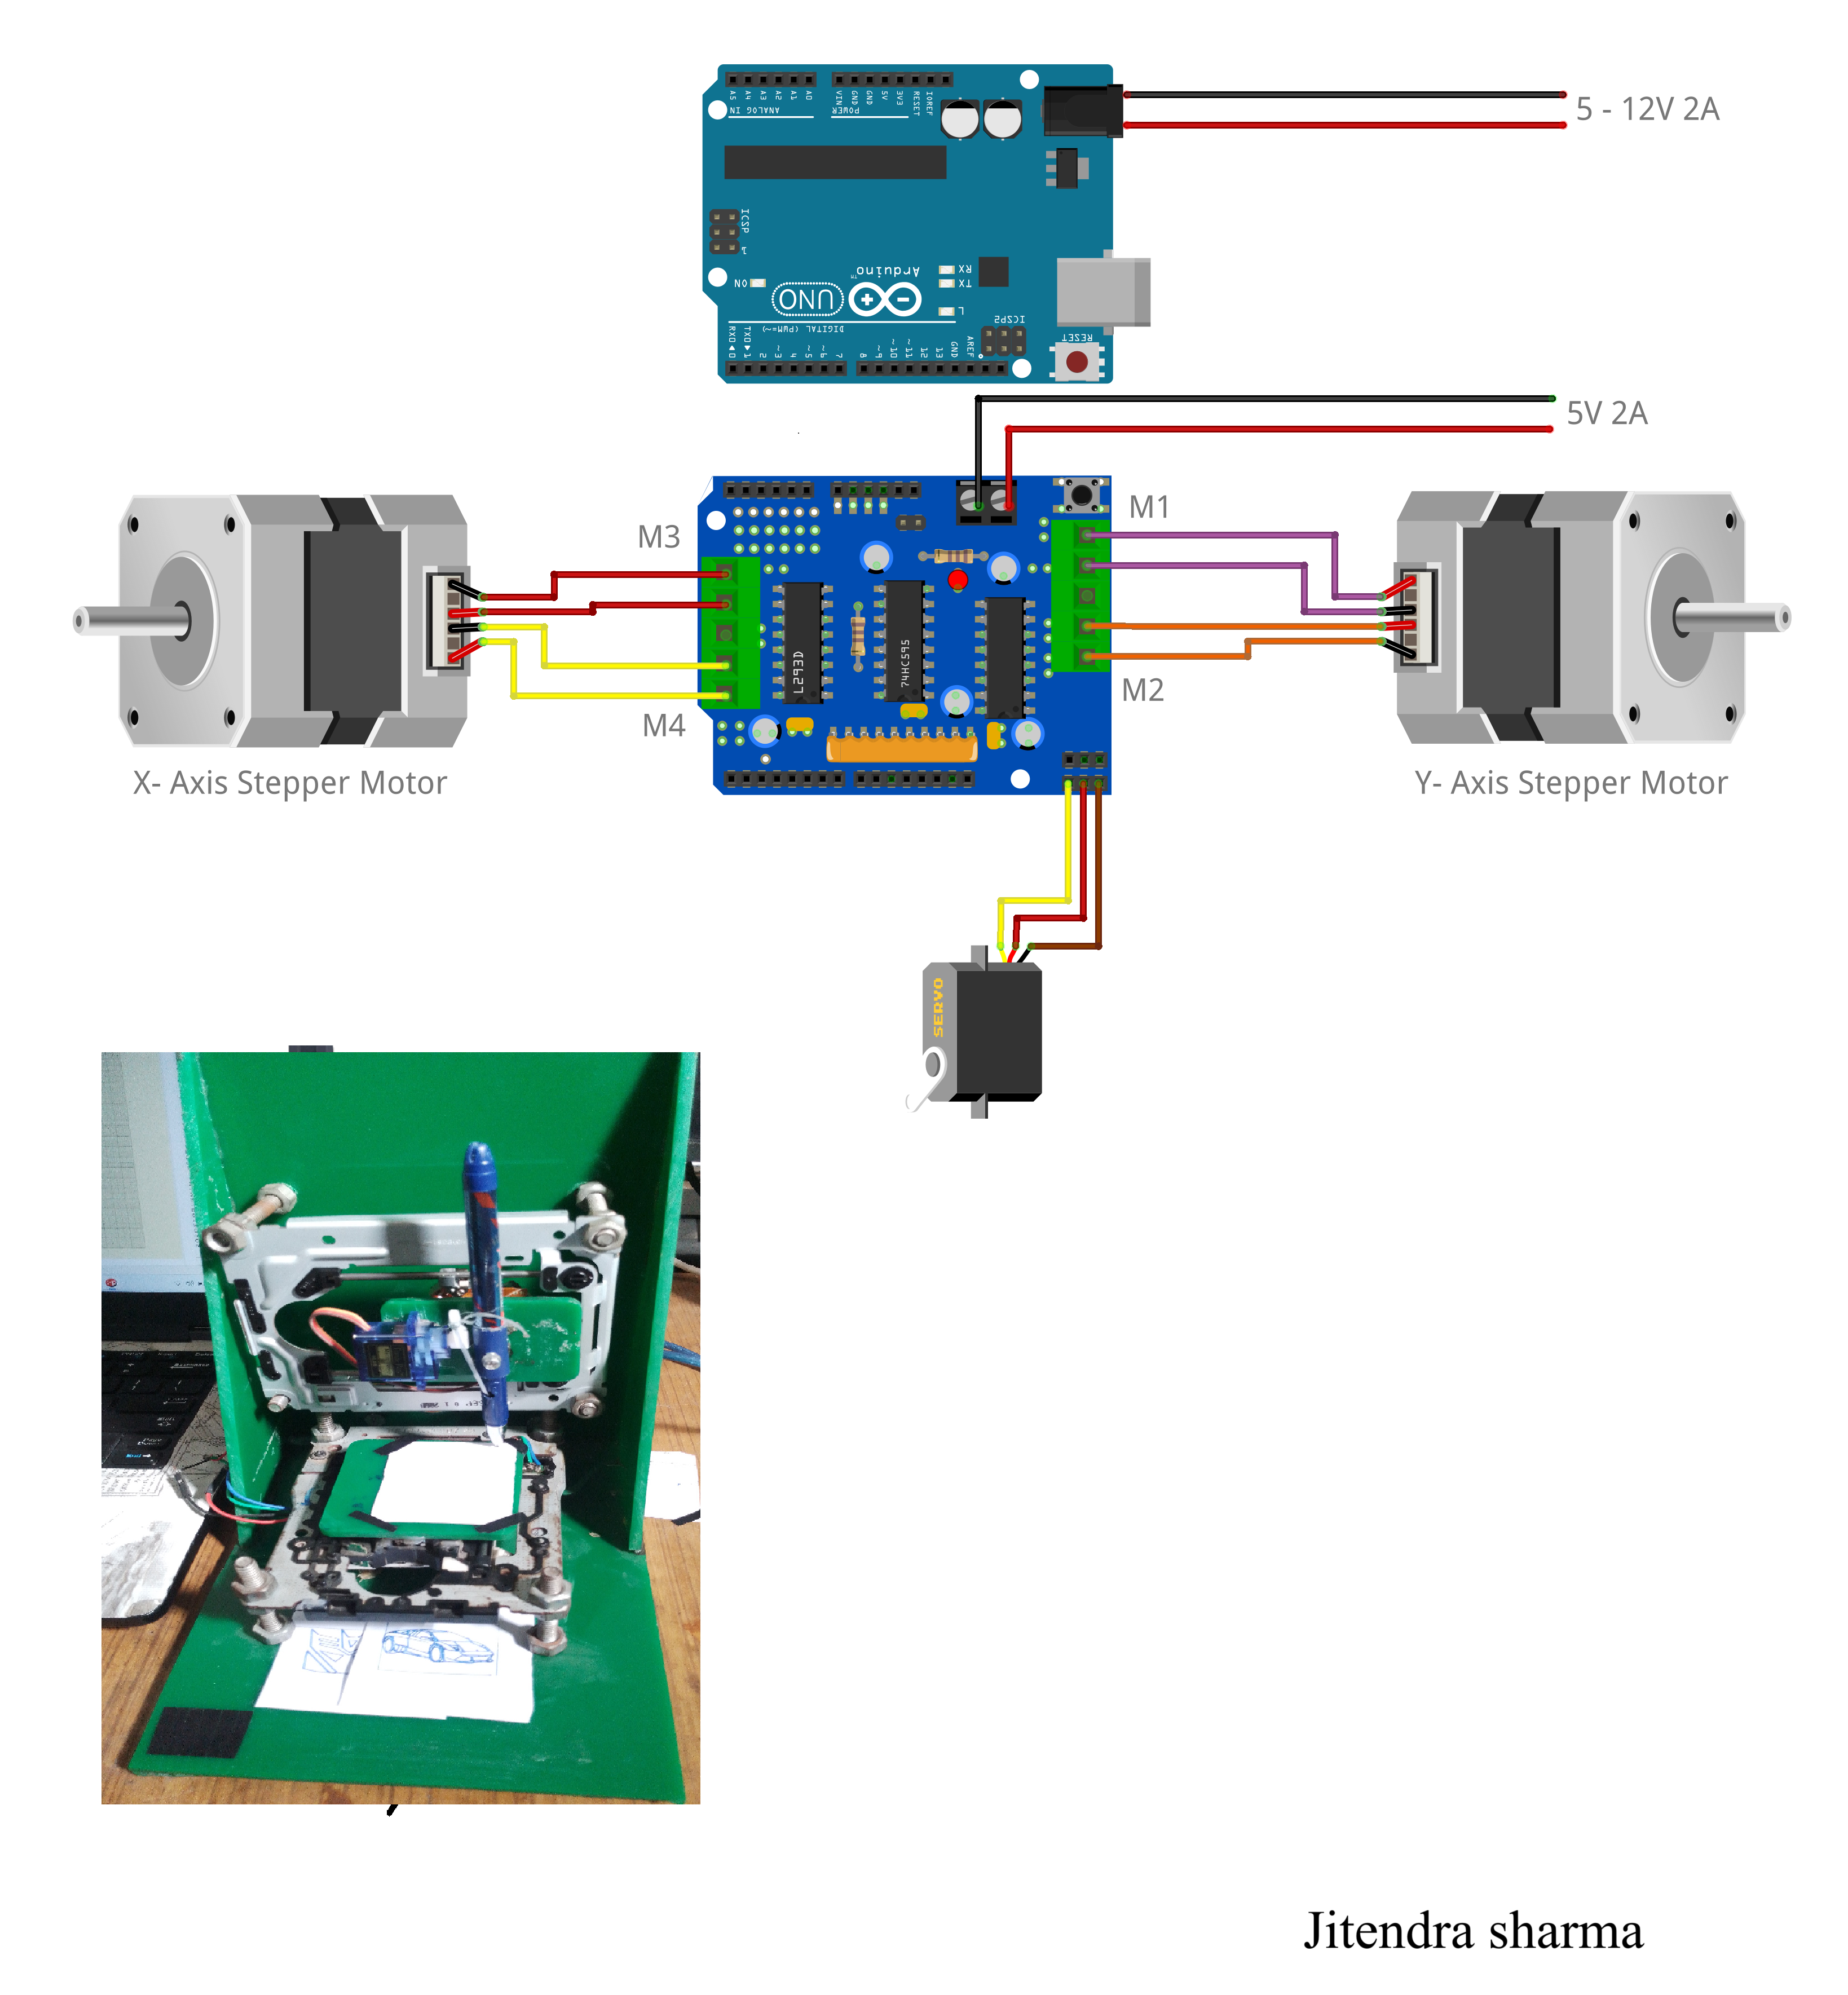 A5 A4 A3 A2 A1 A0
VIN GND GND 5V 3V3 RESET IOREF
ANALOG IN
POWER
5 - 12V 2A
ICSP
1
Arduino
TM
RX
TX
ON
UNO
L
DIGITAL (PWM=~)
ICSP2
RESET
RX0◄0 TX0►1 2 ~3 4 ~5 ~6 7 8 ~9 ~10 ~11 12 13 GND AREF
5V 2A
M1
M3
L293D
74HC595
M2
M4
X- Axis Stepper Motor
Y- Axis Stepper Motor
SERVO
Jitendra sharma